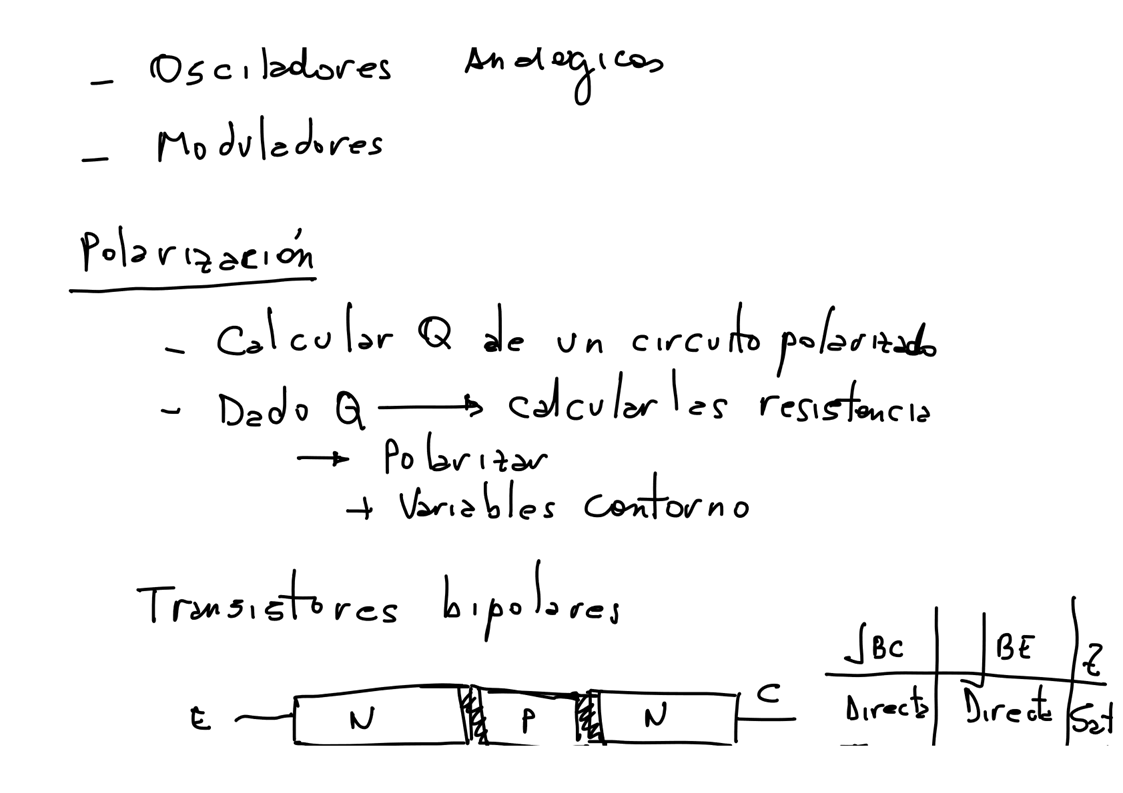 - Osciladores Analogicos
- Moduladores
Polarización
- Calcular Q de un circuito polarizado
- Dado Q → calcular las resistencia
→ Polarizar
+ Variables contorno
Transistores bipolares
JBC JBE Z
E N P N C Directa Directa Sat